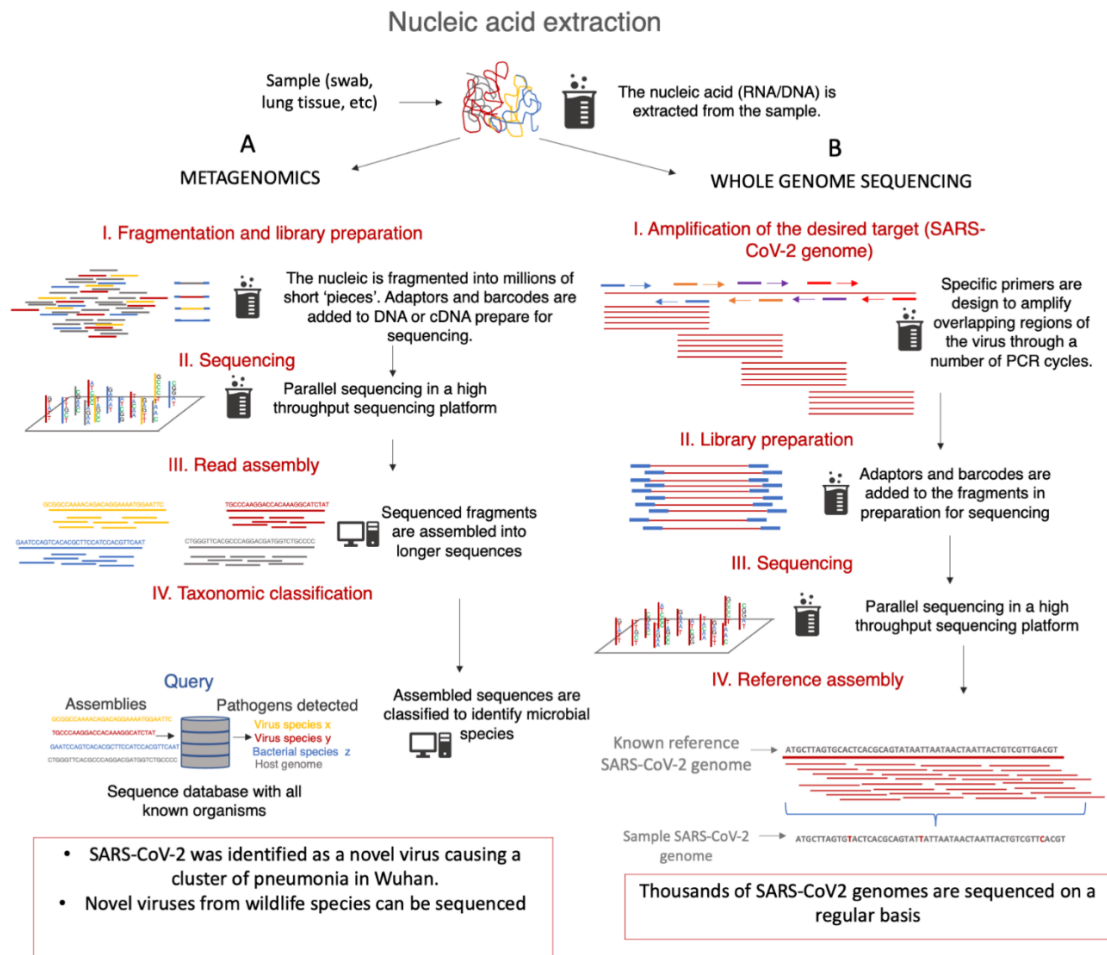 Nucleic acid extraction
Sample (swab,
lung tissue, etc)
The nucleic acid (RNA/DNA) is
extracted from the sample.
A
METAGENOMICS
I. Fragmentation and library preparation
The nucleic is fragmented into millions of
short 'pieces'. Adaptors and barcodes are
added to DNA or cDNA prepare for
sequencing.
II. Sequencing
Parallel sequencing in a high
throughput sequencing platform
III. Read assembly
GCGGCCAAAACAGACAGGAAAATGGAATTC
TGCCCAAGGACCACAAAGGCATCTAT
GAATCCAGTCACACGCTTCCATCCACGTTCAAT
CTGGGTTCACGCCCAGGACGATGGTCTGCCCC
Sequenced fragments
are assembled into
longer sequences
IV. Taxonomic classification
Query
Assemblies
Pathogens detected
GCGGCCAAAACAGACAGGAAAATGGAATTC
TGCCCAAGGACCACAAAGGCATCTAT
GAATCCAGTCACACGCTTCCATCCACGTTCAAT
CTGGGTTCACGCCCAGGACGATGGTCTGCCCC
Virus species x
Virus species y
Bacterial species z
Host genome
Sequence database with all
known organisms
Assembled sequences are
classified to identify microbial
species
• SARS-CoV-2 was identified as a novel virus causing a
cluster of pneumonia in Wuhan.
• Novel viruses from wildlife species can be sequenced
B
WHOLE GENOME SEQUENCING
I. Amplification of the desired target (SARS-
CoV-2 genome)
Specific primers are
design to amplify
overlapping regions of
the virus through a
number of PCR cycles.
II. Library preparation
Adaptors and barcodes are
added to the fragments in
preparation for sequencing
III. Sequencing
Parallel sequencing in a high
throughput sequencing platform
IV. Reference assembly
Known reference
SARS-CoV-2 genome
ATGCTTAGTGCACTCACGCAGTATAATTAATAACTAATTACTGTCGTTGACGT
Sample SARS-CoV-2
genome
ATGCTTAGTGTACTCACGCAGTATTATTAATAACTAATTACTGTCGTTCACGT
Thousands of SARS-CoV2 genomes are sequenced on a
regular basis